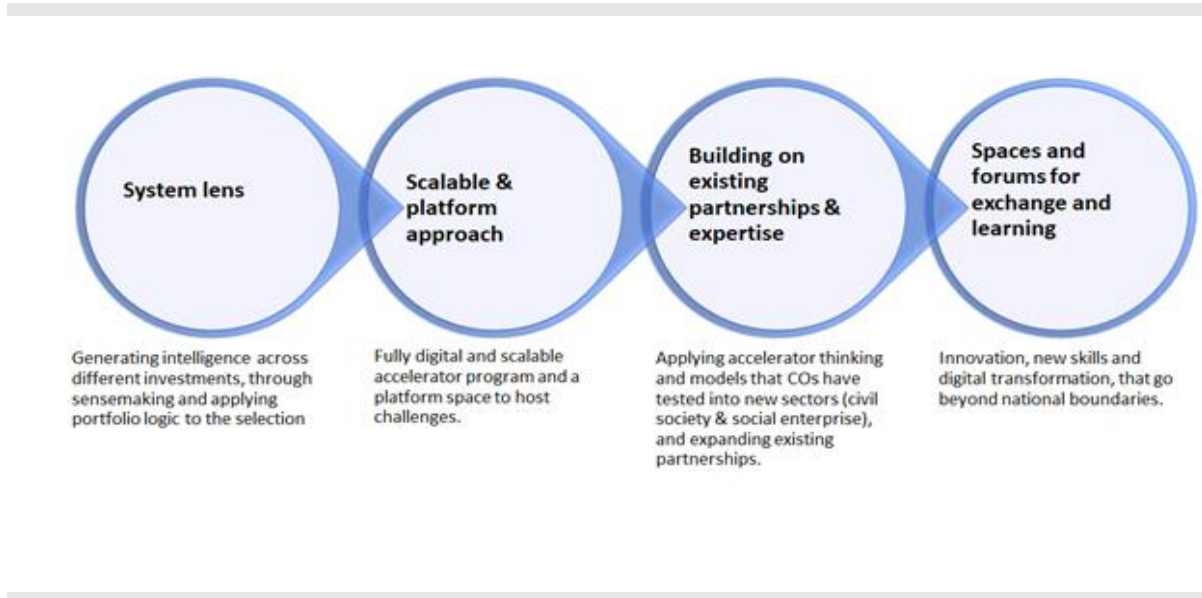 System lens
Scalable &
platform
approach
Building on
existing
partnerships &
expertise
Spaces and
forums for
exchange and
learning
Generating intelligence across
different investments, through
sensemaking and applying
portfolio logic to the selection
Fully digital and scalable
accelerator program and a
platform space to host
challenges.
Applying accelerator thinking
and models that COs have
tested into new sectors (civil
society & social enterprise),
and expanding existing
partnerships.
Innovation, new skills and
digital transformation, that go
beyond national boundaries.